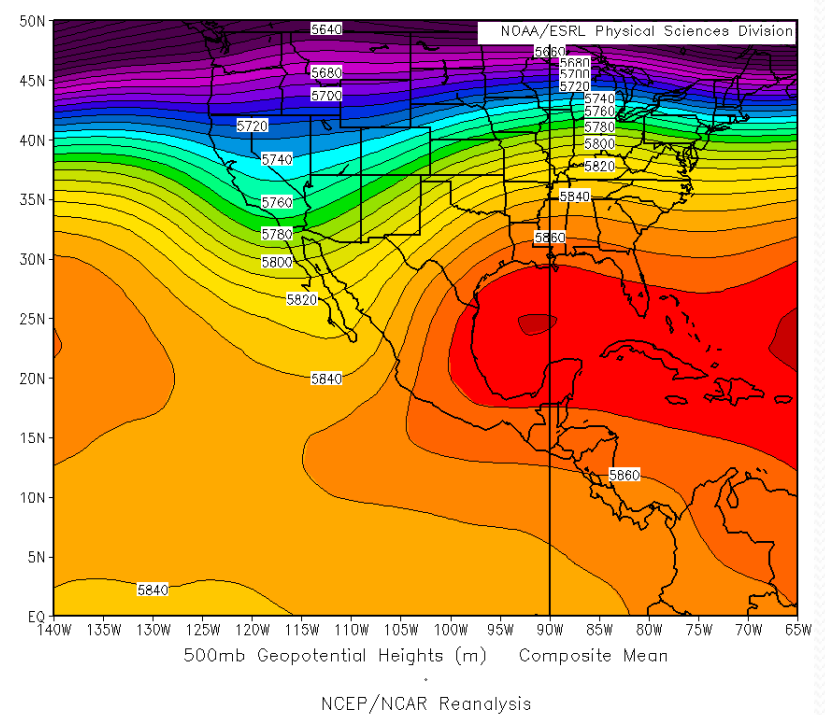 NOAA/ESRL Physical Sciences Division
50N
45N
40N
35N
30N
25N
20N
15N
10N
5N
EQ
5640
5680
5700
5720
5740
5760
5780
5800
5820
5840
5660
5680
5700
5720
5740
5760
5780
5800
5820
5840
5860
5860
5840
140W 135W 130W 125W 120W 115W 110W 105W 100W 95W 90W 85W 80W 75W 70W 65W
500mb Geopotential Heights (m) Composite Mean
NCEP/NCAR Reanalysis